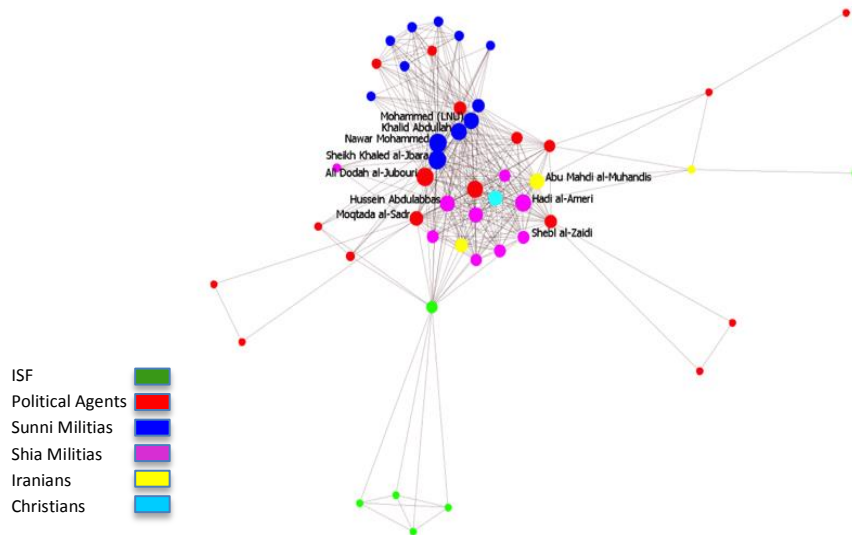 Mohammed (LNU)
Khalid Abdullah
Nawar Mohammed
Sheikh Khaled al-Jbara
Ali Dodah al-Jubouri
Abu Mahdi al-Muhandis
Hussein Abdulabbas
Hadi al-Ameri
Moqtada al-Sadr
Shebl al-Zaidi
ISF
Political Agents
Sunni Militias
Shia Militias
Iranians
Christians